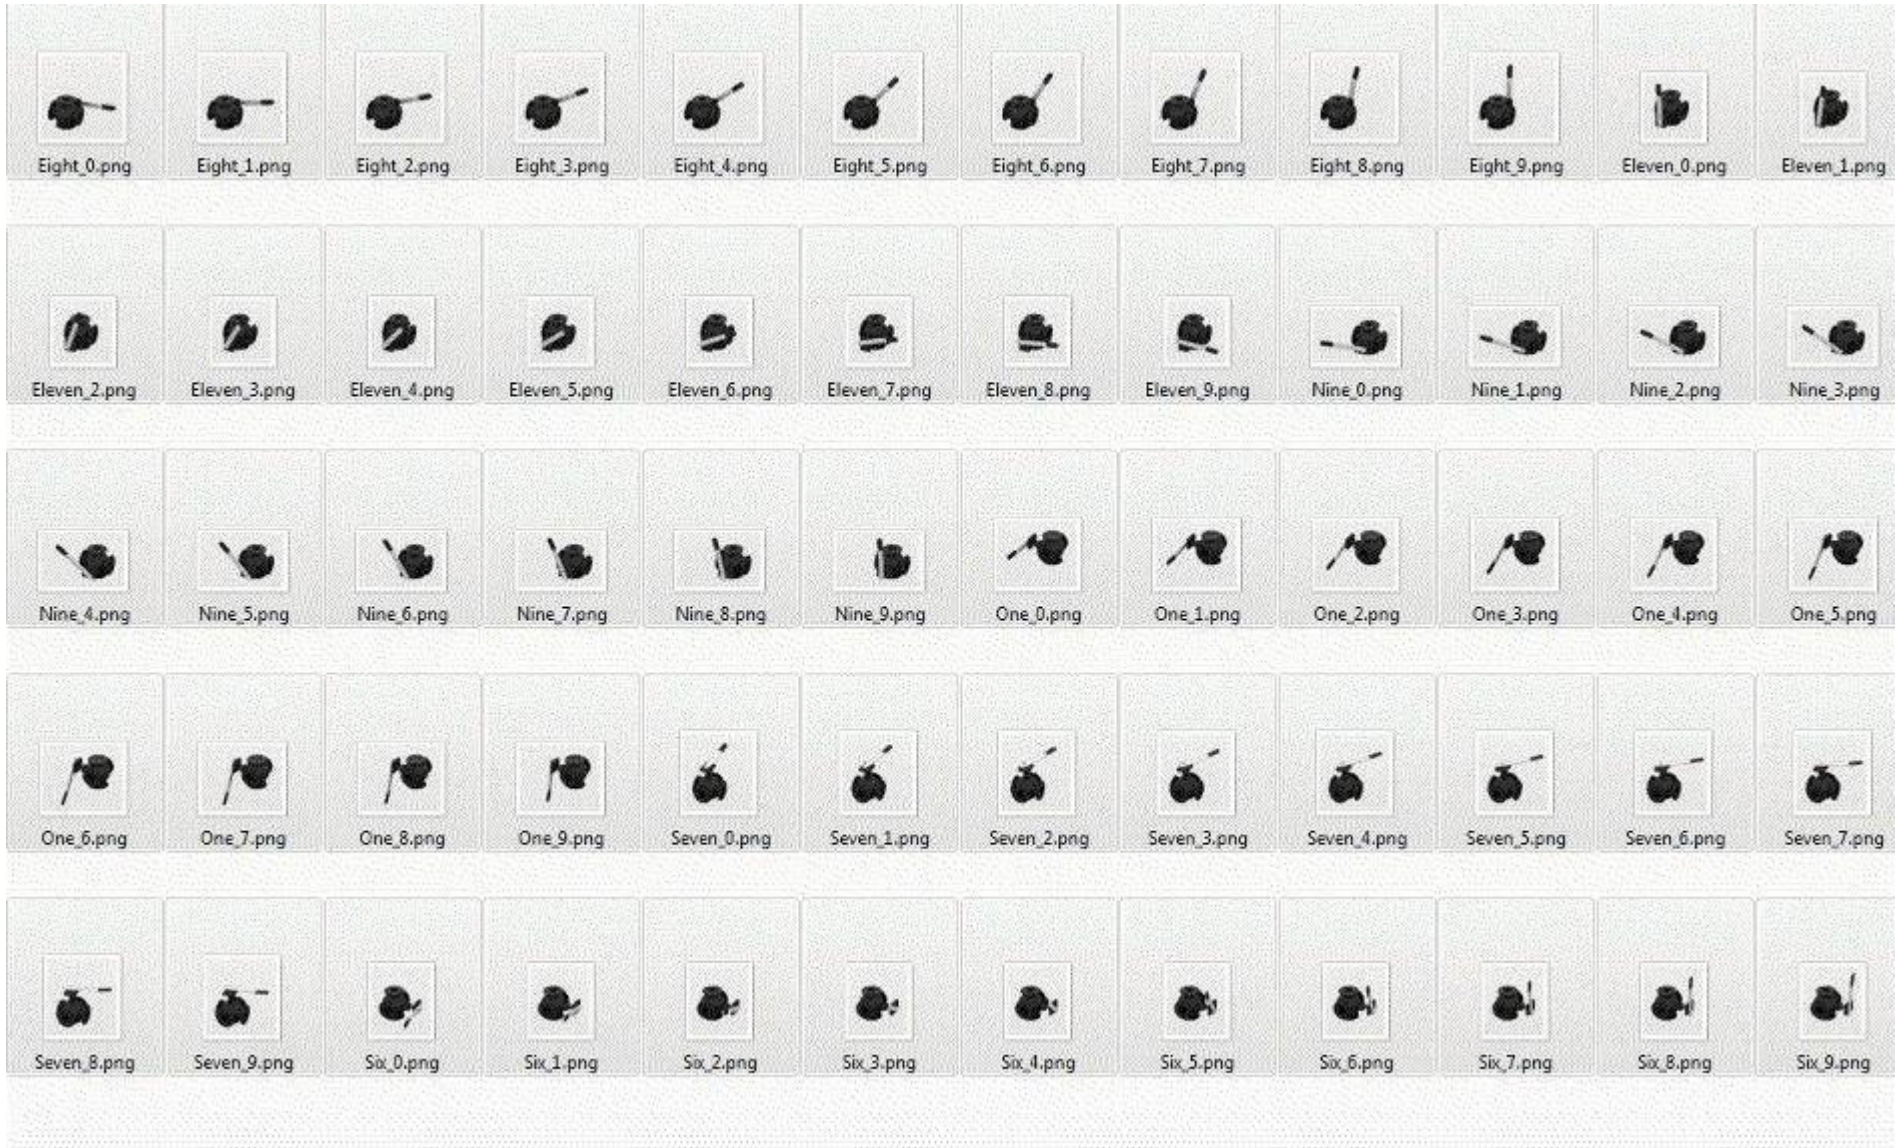 Eight_0.png Eight_1.png Eight_2.png Eight_3.png Eight_4.png Eight_5.png Eight_6.png Eight_7.png Eight_8.png Eight_9.png Eleven_0.png Eleven_1.png
Eleven_2.png Eleven_3.png Eleven_4.png Eleven_5.png Eleven_6.png Eleven_7.png Eleven_8.png Eleven_9.png Nine_0.png Nine_1.png Nine_2.png Nine_3.png
Nine_4.png Nine_5.png Nine_6.png Nine_7.png Nine_8.png Nine_9.png One_0.png One_1.png One_2.png One_3.png One_4.png One_5.png
One_6.png One_7.png One_8.png One_9.png Seven_0.png Seven_1.png Seven_2.png Seven_3.png Seven_4.png Seven_5.png Seven_6.png Seven_7.png
Seven_8.png Seven_9.png Six_0.png Six_1.png Six_2.png Six_3.png Six_4.png Six_5.png Six_6.png Six_7.png Six_8.png Six_9.png